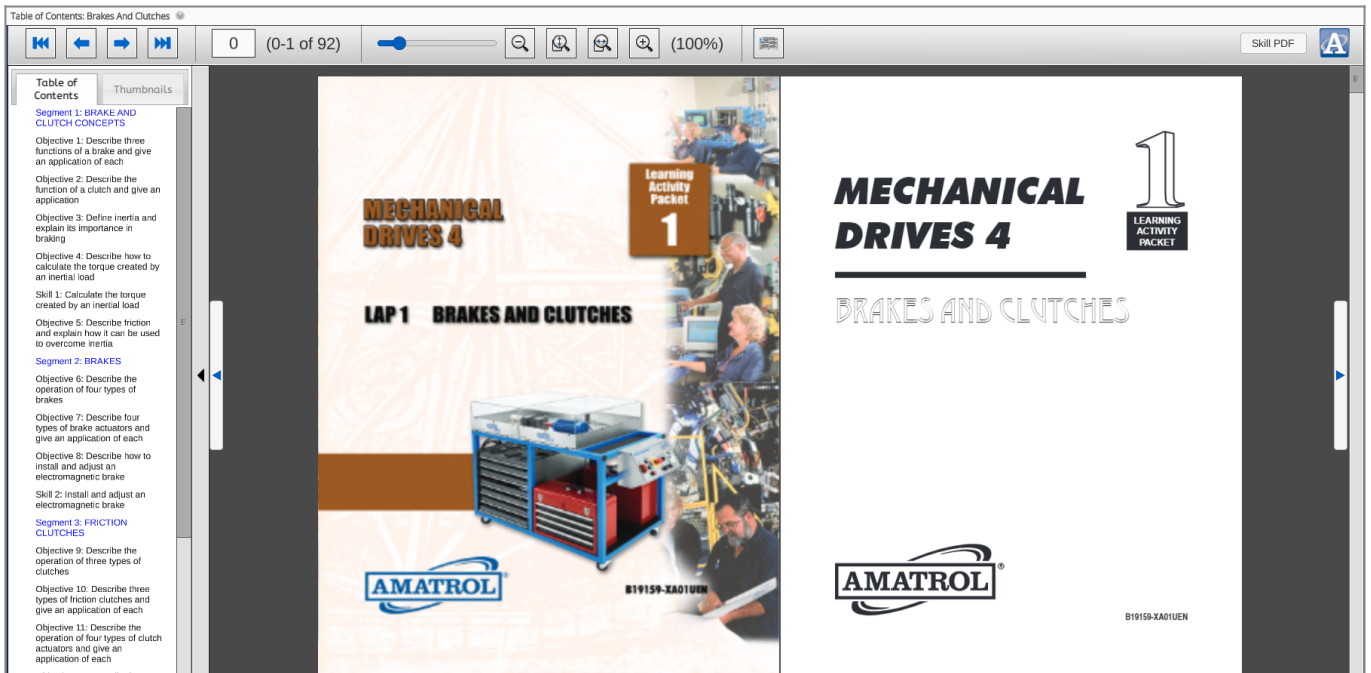 Table of Contents: Brakes And Clutches
0
(0-1 of 92)
(100%)
Skill PDF
A
Table of
Contents
Thumbnails
Segment 1: BRAKE AND
CLUTCH CONCEPTS
Objective 1: Describe three
functions of a brake and give
an application of each
Objective 2: Describe the
function of a clutch and give an
application
Objective 3: Define inertia and
explain its importance in
braking
Objective 4: Describe how to
calculate the torque created by
an inertial load
Skill 1: Calculate the torque
created by an inertial load
Objective 5: Describe friction
and explain how it can be used
to overcome inertia
Segment 2: BRAKES
Objective 6: Describe the
operation of four types of
brakes
Objective 7: Describe four
types of brake actuators and
give an application of each
Objective 8: Describe how to
install and adjust an
electromagnetic brake
Skill 2: Install and adjust an
electromagnetic brake
Segment 3: FRICTION
CLUTCHES
Objective 9: Describe the
operation of three types of
clutches
Objective 10: Describe three
types of friction clutches and
give an application of each
Objective 11: Describe the
operation of four types of clutch
actuators and give an
application of each
Learning
Activity
Packet
1
MECHANICAL
DRIVES 4
LAP 1 BRAKES AND CLUTCHES
AMATROL®
B19159-XA01UEN
1
LEARNING
ACTIVITY
PACKET
MECHANICAL
DRIVES 4
BRAKES AND CLUTCHES
AMATROL®
B19159-XA01UEN